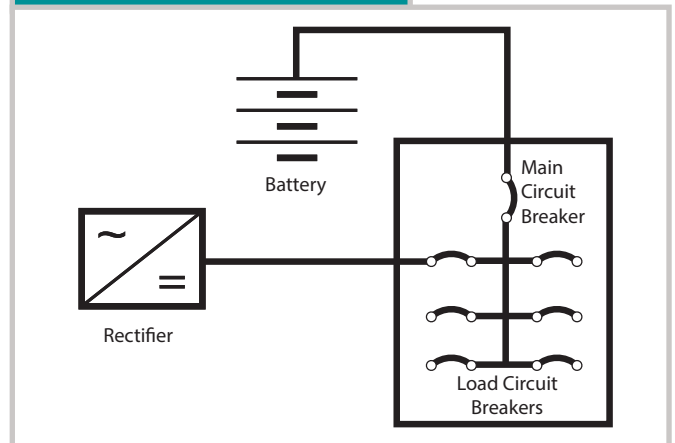 Battery
Main
Circuit
Breaker
Rectifier
Load Circuit
Breakers